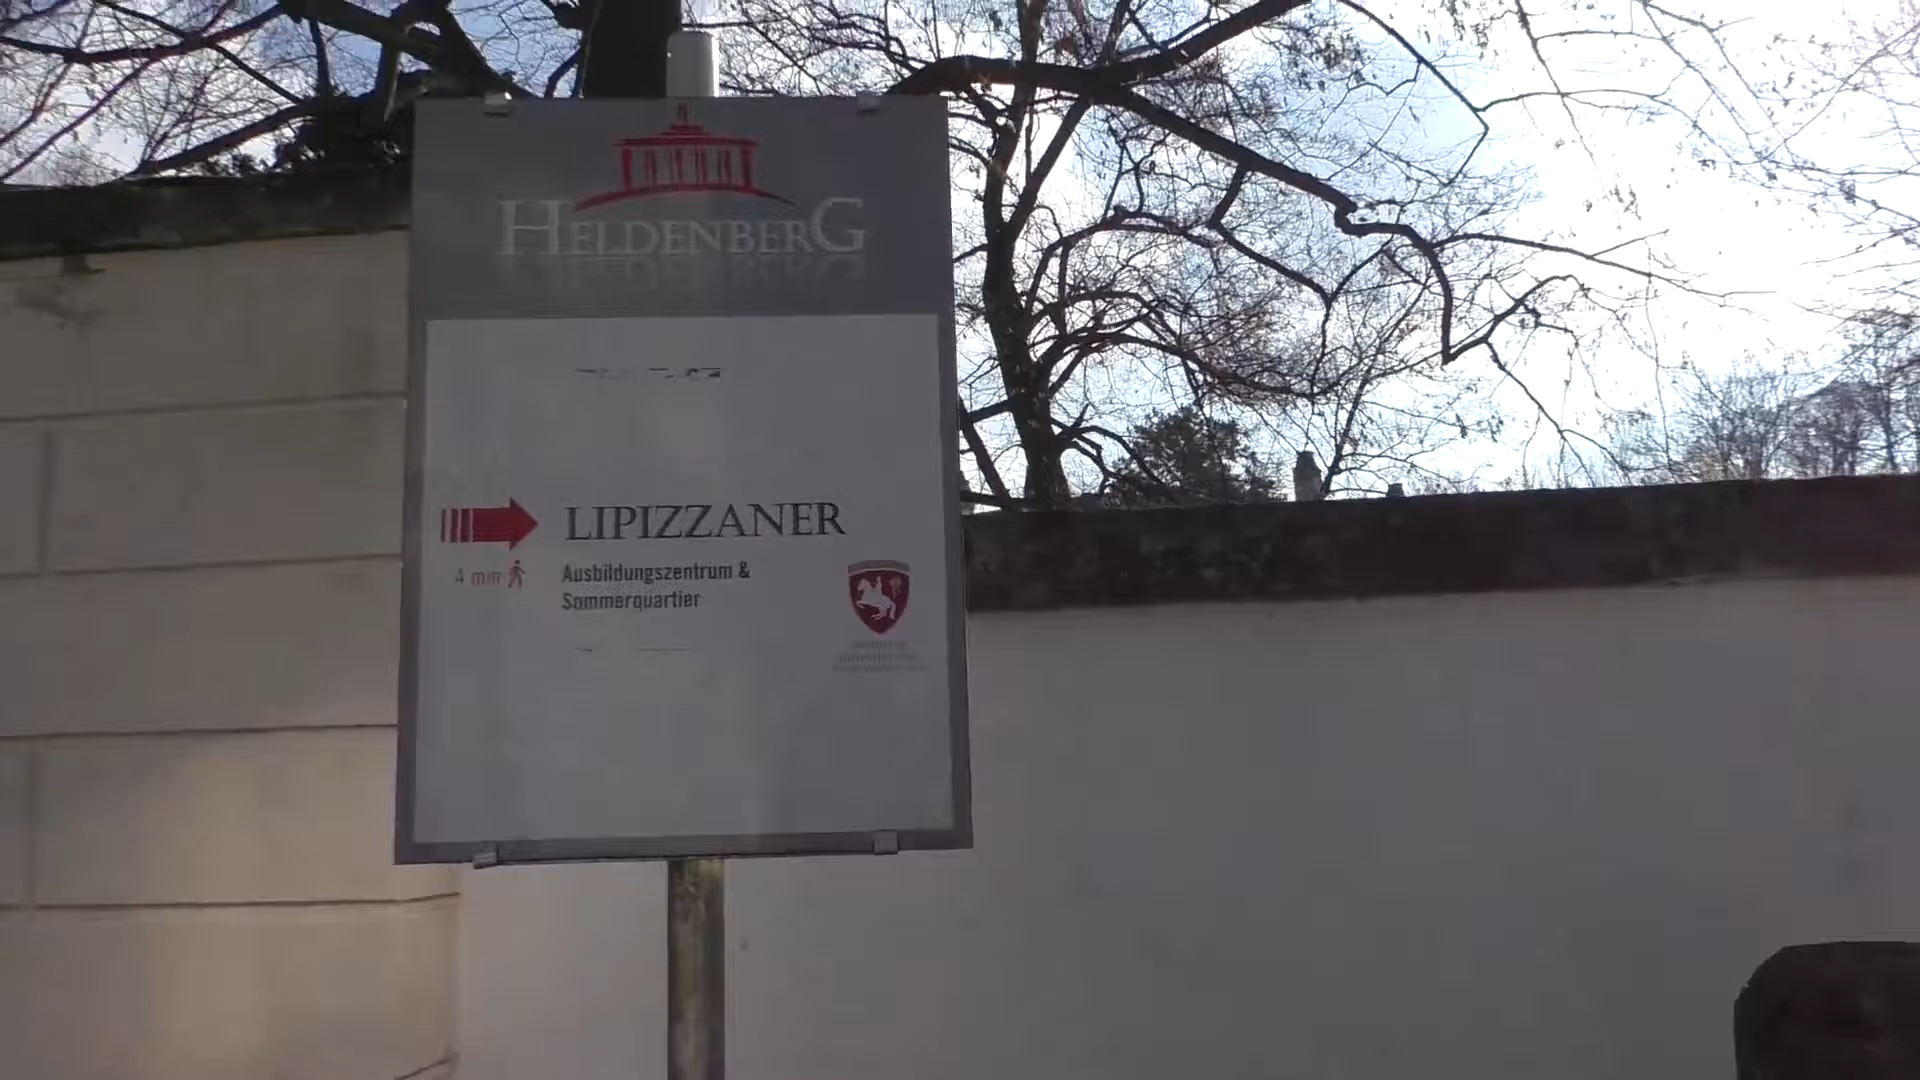 HELDENBERG
LIPIZZANER
4 min
Ausbildungszentrum &
Sommerquartier